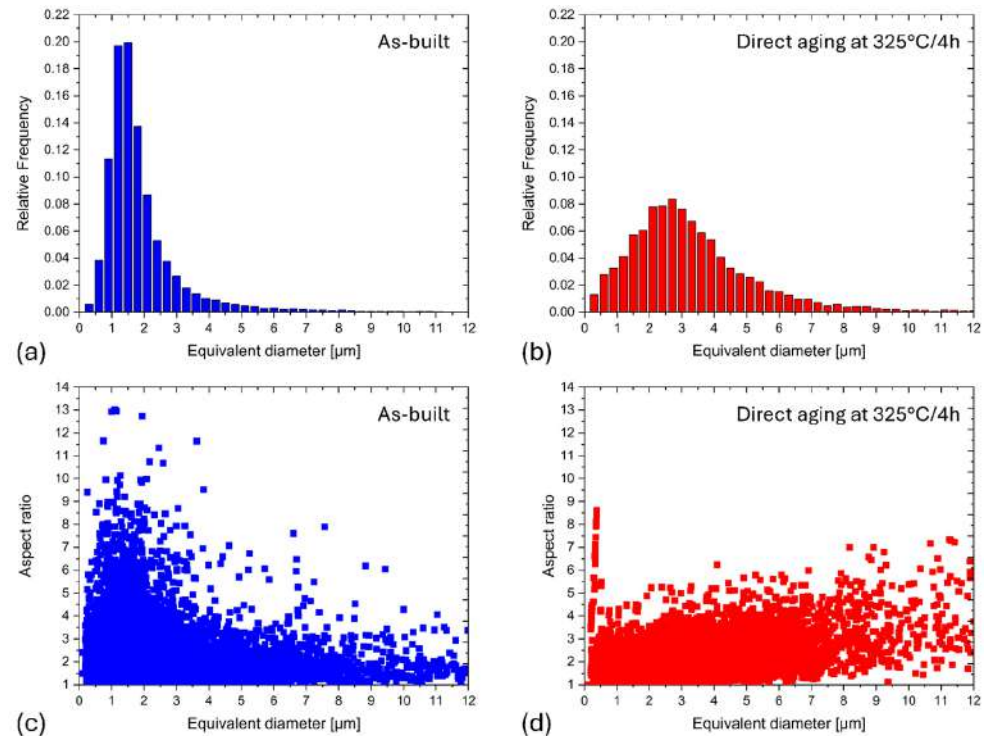 As-built
Relative Frequency
0.22
0.20
0.18
0.16
0.14
0.12
0.10
0.08
0.06
0.04
0.02
0.00
0 1 2 3 4 5 6 7 8 9 10 11 12
Equivalent diameter [µm]
(a)
Direct aging at 325°C/4h
Relative Frequency
0.22
0.20
0.18
0.16
0.14
0.12
0.10
0.08
0.06
0.04
0.02
0.00
0 1 2 3 4 5 6 7 8 9 10 11 12
Equivalent diameter [µm]
(b)
As-built
Aspect ratio
14
13
12
11
10
9
8
7
6
5
4
3
2
1
0 1 2 3 4 5 6 7 8 9 10 11 12
Equivalent diameter [µm]
(c)
Direct aging at 325°C/4h
Aspect ratio
14
13
12
11
10
9
8
7
6
5
4
3
2
1
0 1 2 3 4 5 6 7 8 9 10 11 12
Equivalent diameter [µm]
(d)